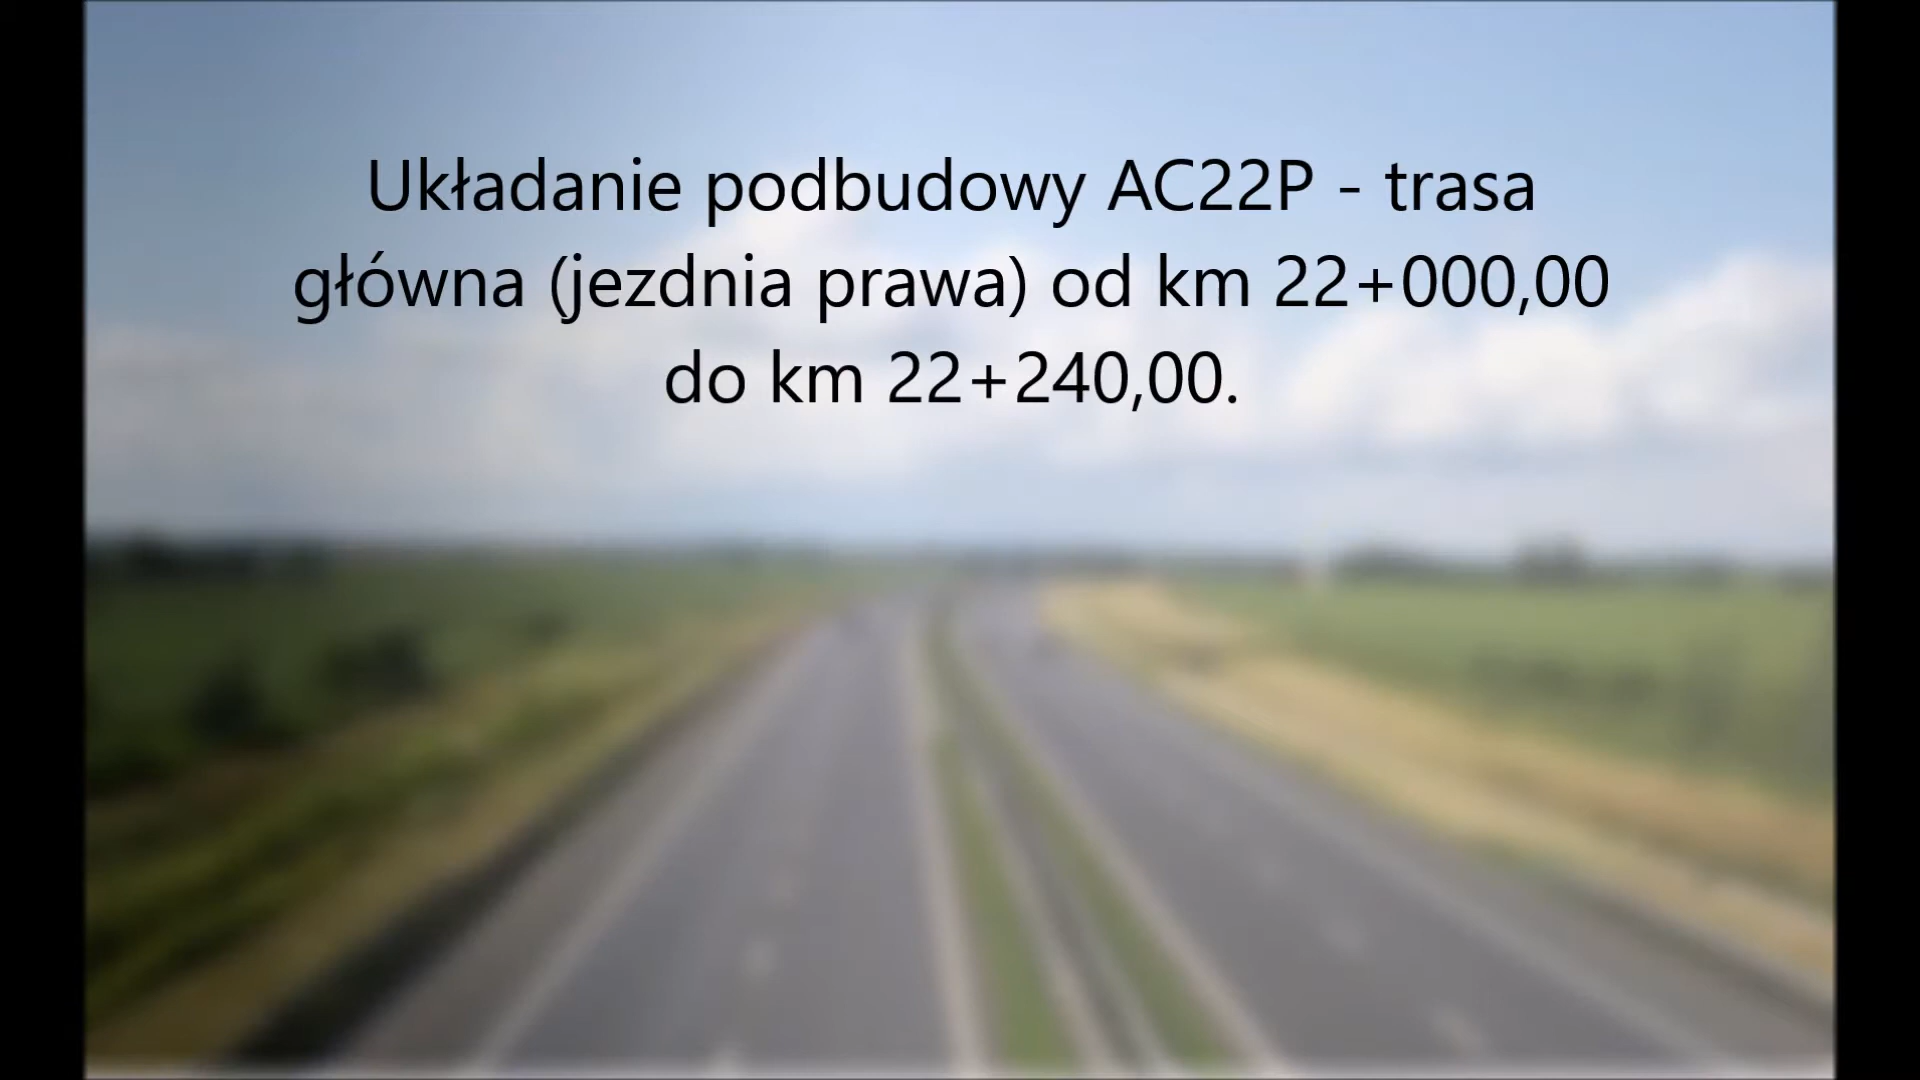 Układanie podbudowy AC22P - trasa
główna (jezdnia prawa) od km 22+000,00
do km 22+240,00.